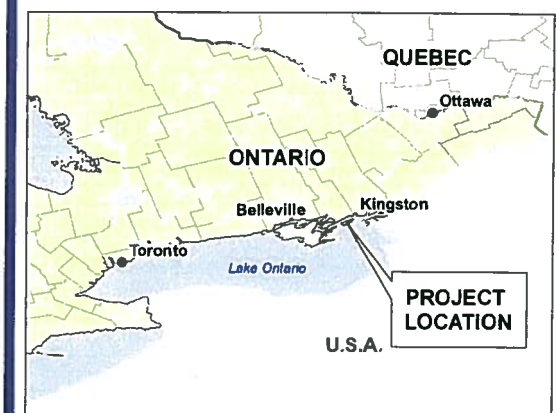 QUEBEC
Ottawa
ONTARIO
Belleville
Kingston
Toronto
Lake Ontario
PROJECT
LOCATION
U.S.A.